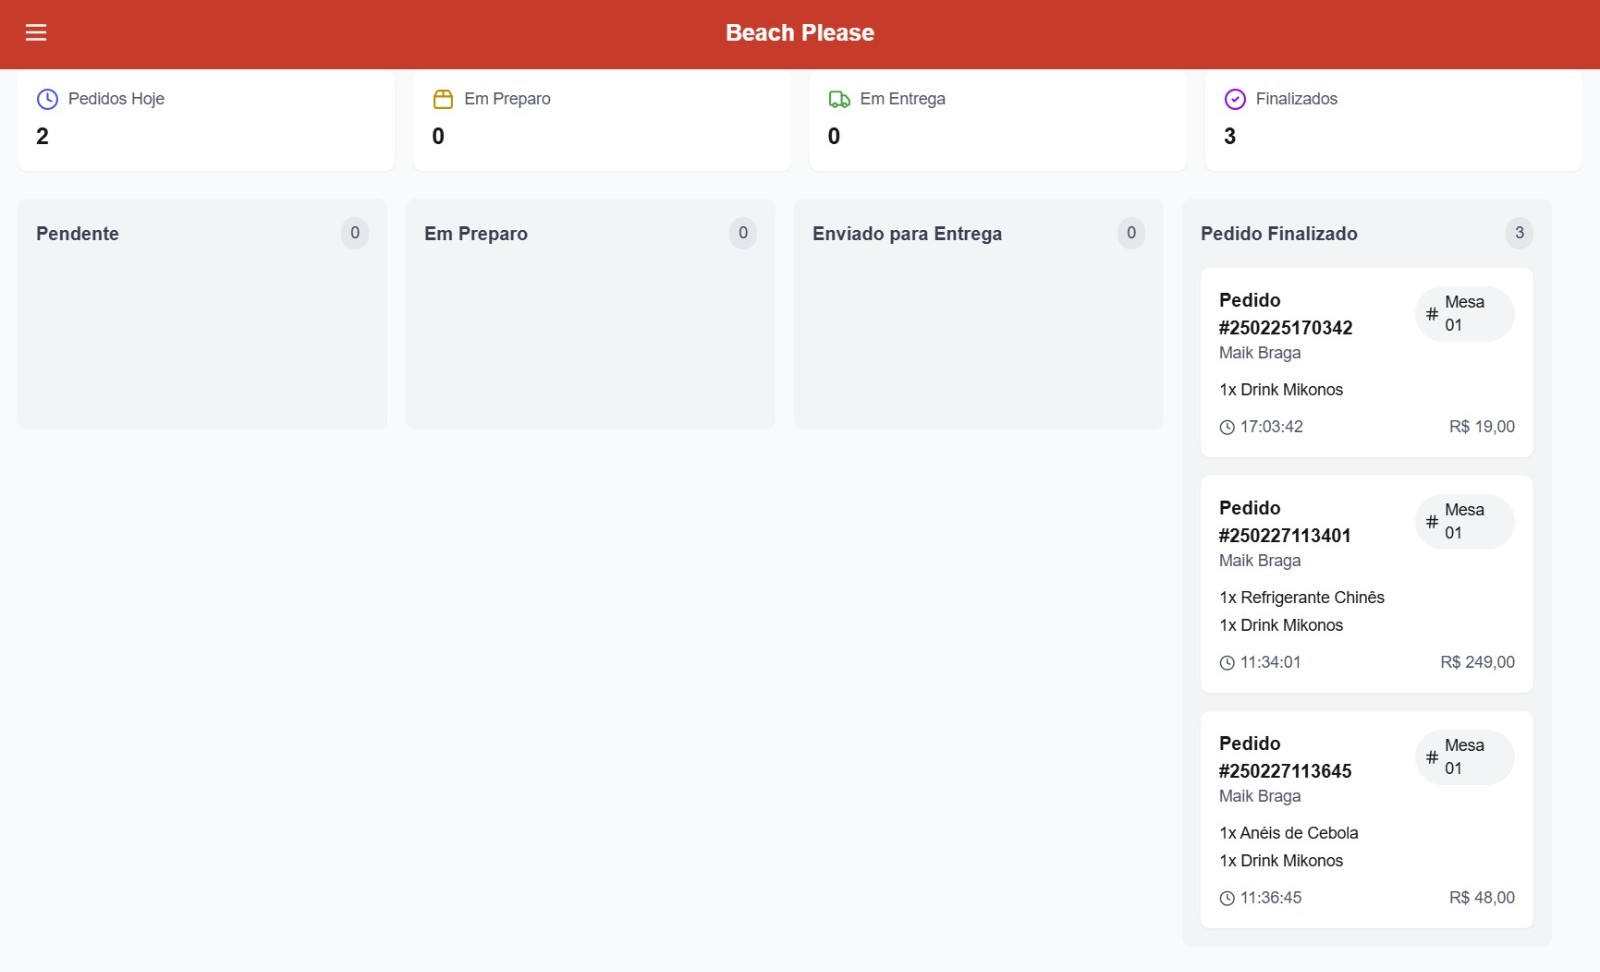 Beach Please
Pedidos Hoje
2
Em Preparo
0
Em Entrega
0
Finalizados
3
Pendente
0
Em Preparo
0
Enviado para Entrega
0
Pedido Finalizado
3
Pedido
#250225170342
# Mesa
01
Maik Braga
1x Drink Mikonos
17:03:42
R$ 19,00
Pedido
#250227113401
# Mesa
01
Maik Braga
1x Refrigerante Chinês
1x Drink Mikonos
11:34:01
R$ 249,00
Pedido
#250227113645
# Mesa
01
Maik Braga
1x Anéis de Cebola
1x Drink Mikonos
11:36:45
R$ 48,00